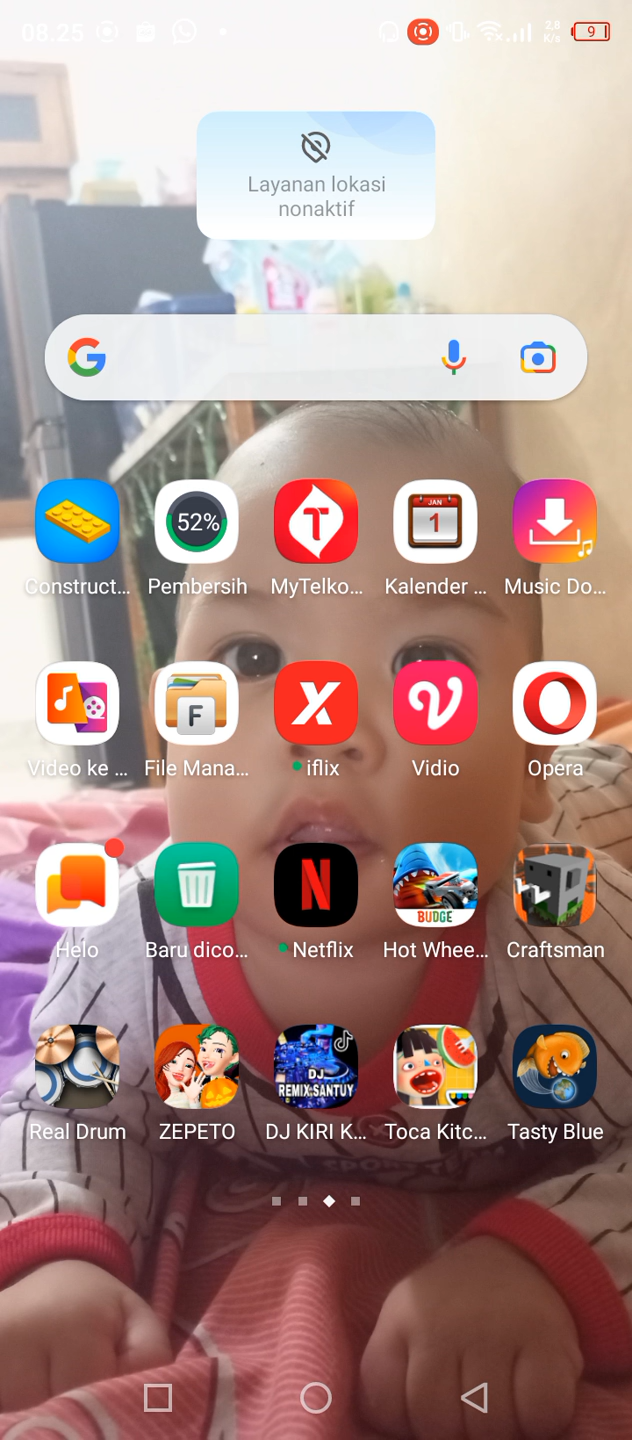 08.25
2,8
K/s
9
Layanan lokasi
nonaktif
52%
JAN
1
Construct...
Pembersih
MyTelko...
Kalender ...
Music Do...
F
Video ke ...
File Mana...
iflix
Vidio
Opera
BUDGE
Helo
Baru dico...
Netflix
Hot Whee...
Craftsman
DJ
REMIX SANTUY
Real Drum
ZEPETO
DJ KIRI K...
Toca Kitc...
Tasty Blue